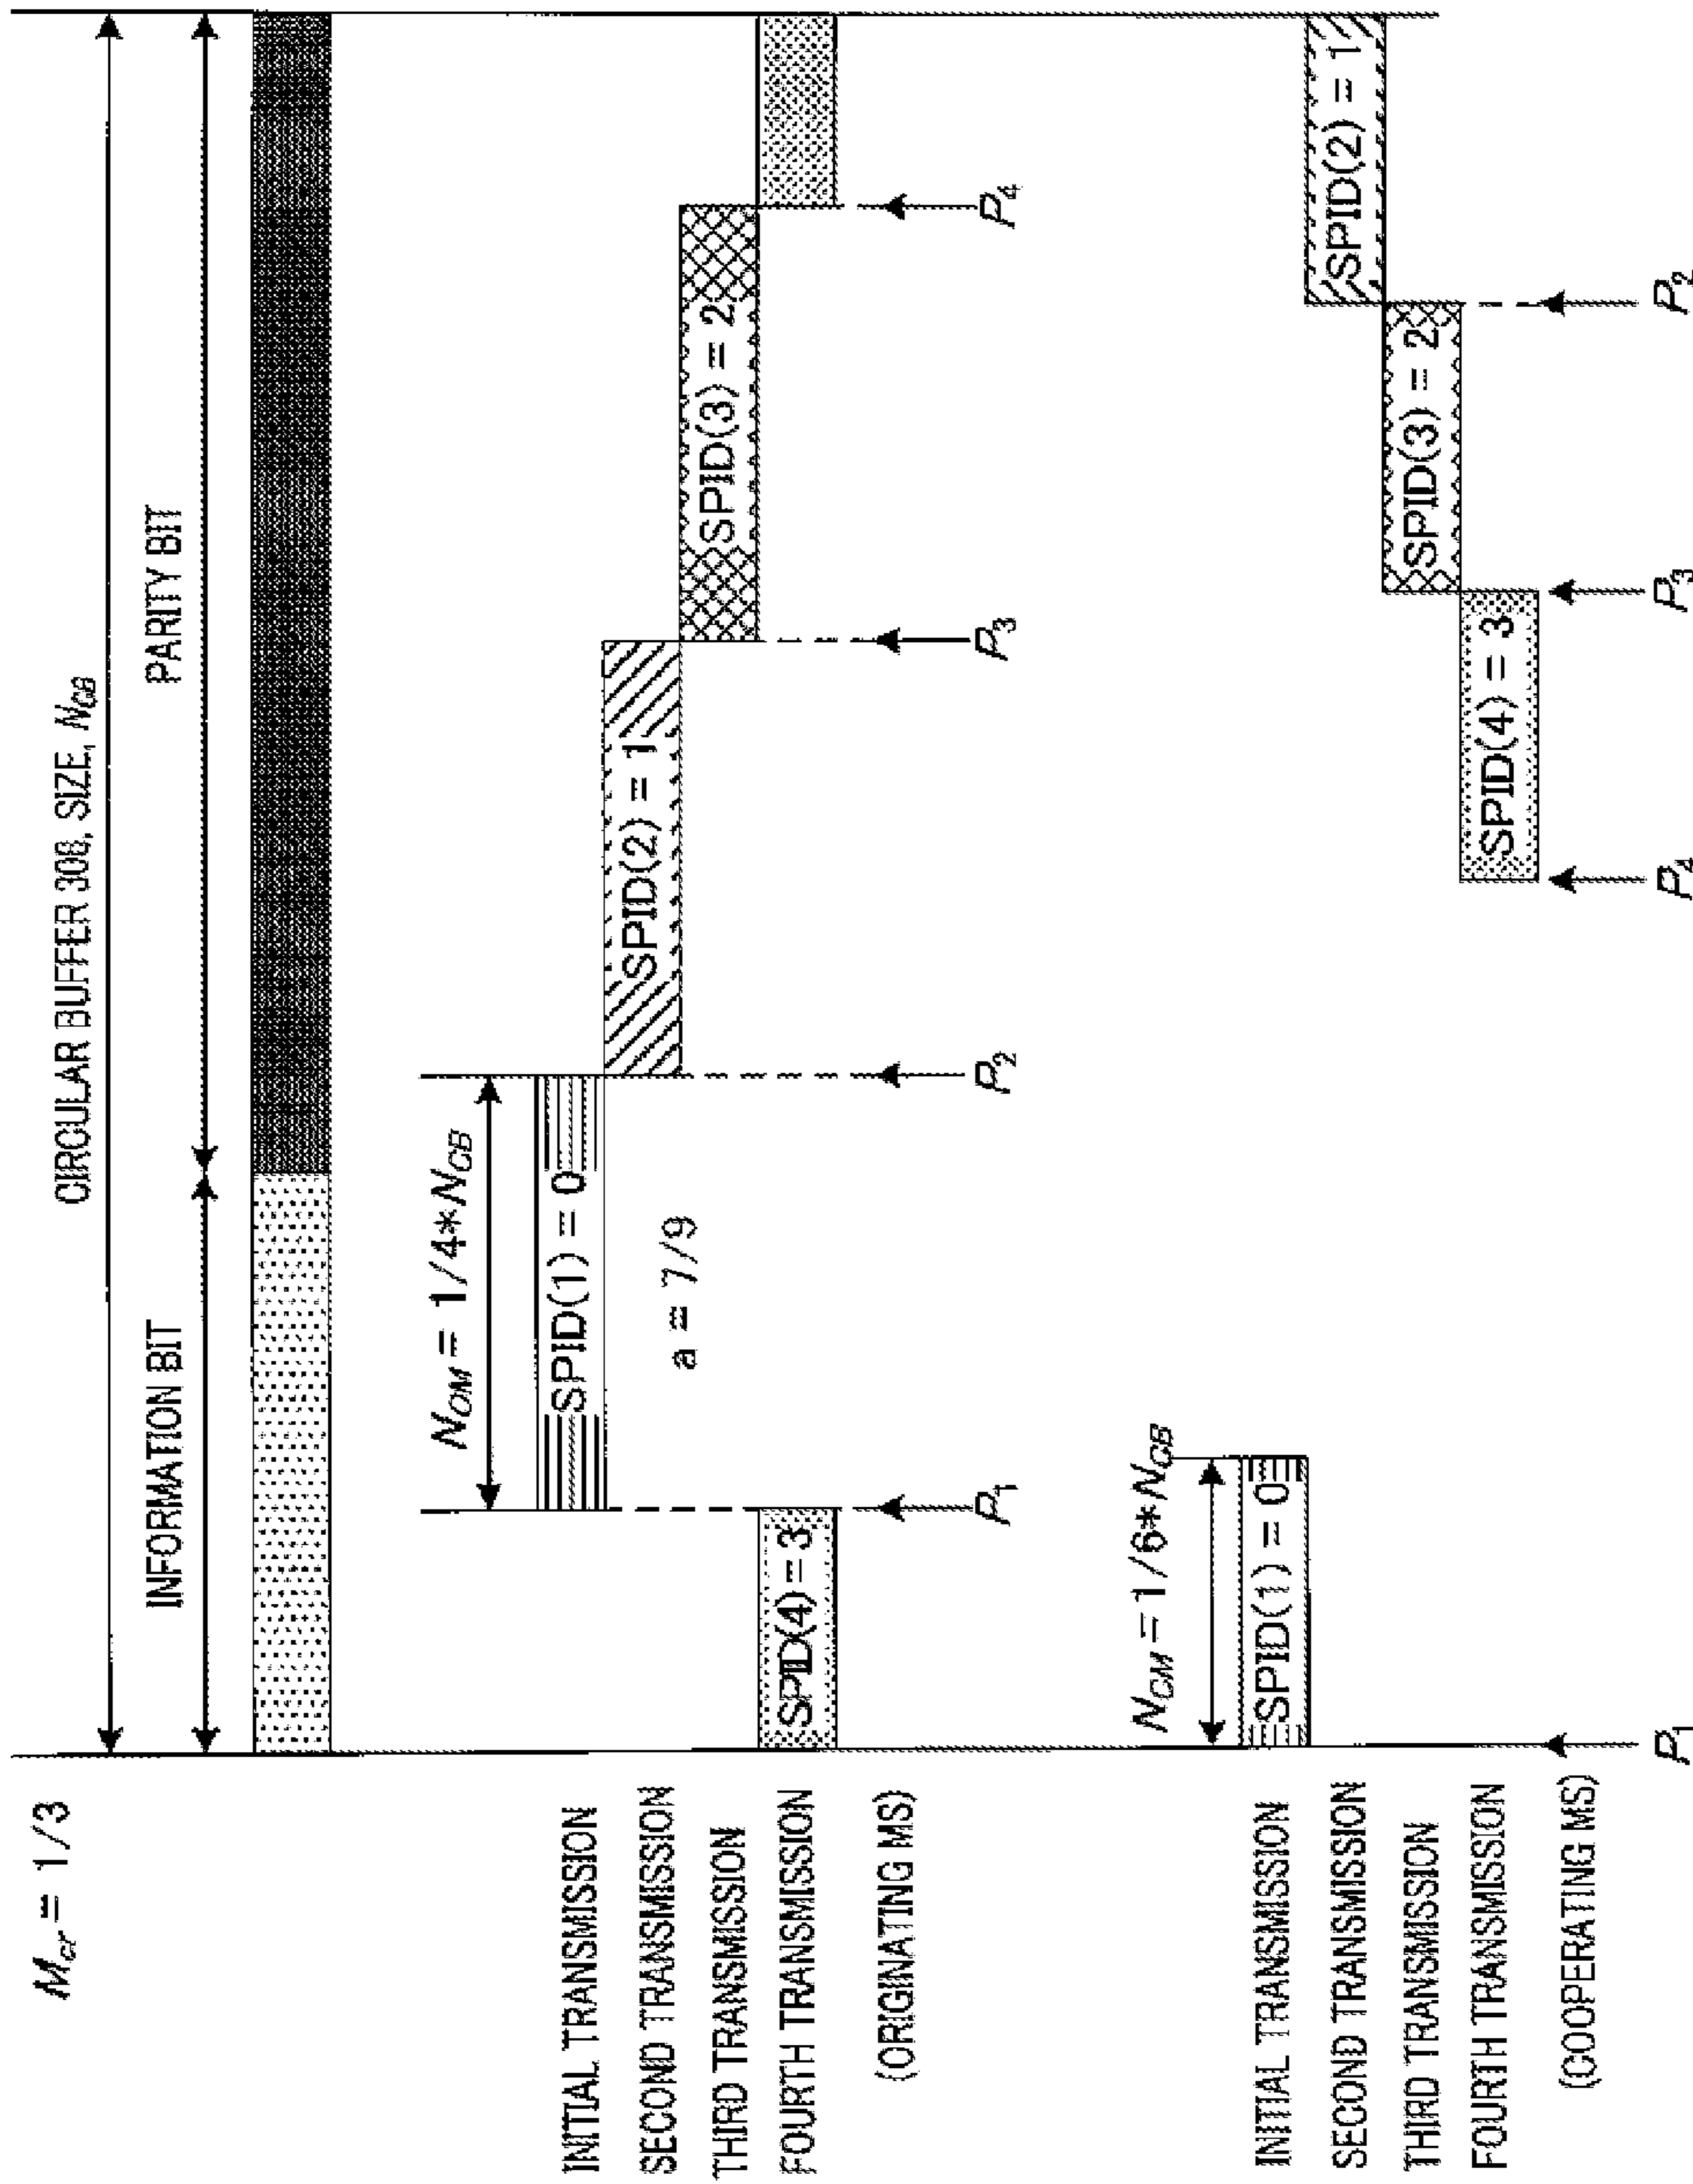 M_cr = 1/3
CIRCULAR BUFFER 308, SIZE, N_CB
INFORMATION BIT
PARITY BIT
N_OM = 1/4*N_CB
INITIAL TRANSMISSION
SPID(1) = 0
SECOND TRANSMISSION
SPID(2) = 1
a = 7/9
THIRD TRANSMISSION
SPID(3) = 2
FOURTH TRANSMISSION
SPID(4) = 3
(ORIGINATING MS)
P_1
P_2
P_3
P_4
N_CM = 1/6*N_CB
INITIAL TRANSMISSION
SPID(1) = 0
SECOND TRANSMISSION
SPID(2) = 1
THIRD TRANSMISSION
SPID(3) = 2
FOURTH TRANSMISSION
SPID(4) = 3
(COOPERATING MS)
P_1
P_4
P_3
P_2